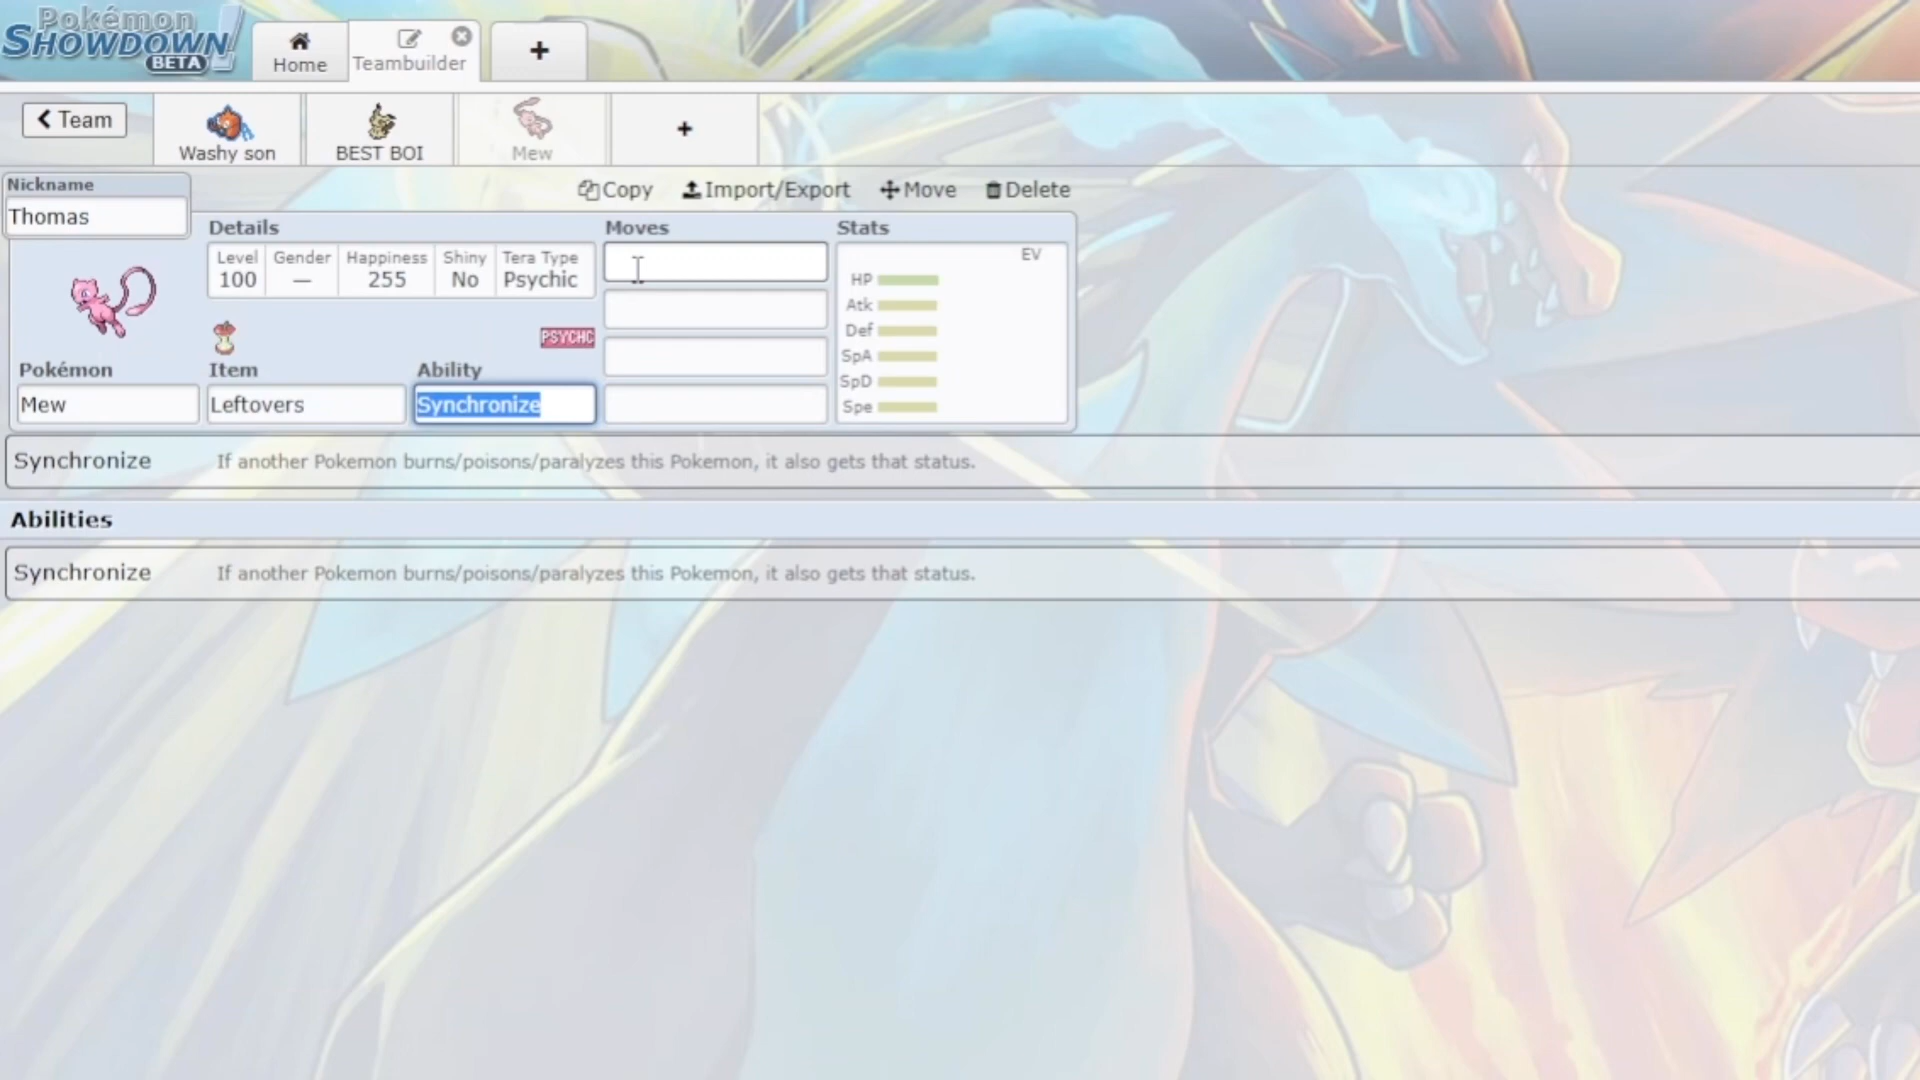 Pokémon
SHOWDOWN!
BETA
Home
Teambuilder
+
Team
Washy son
BEST BOI
Mew
+
Nickname
Thomas
Copy
Import/Export
Move
Delete
Details
Moves
Stats
Level
Gender
Happiness
Shiny
Tera Type
100
—
255
No
Psychic
EV
HP
Atk
Def
SpA
SpD
Spe
PSYCHC
Pokémon
Item
Ability
Mew
Leftovers
Synchronize
Synchronize If another Pokemon burns/poisons/paralyzes this Pokemon, it also gets that status.
Abilities
Synchronize If another Pokemon burns/poisons/paralyzes this Pokemon, it also gets that status.